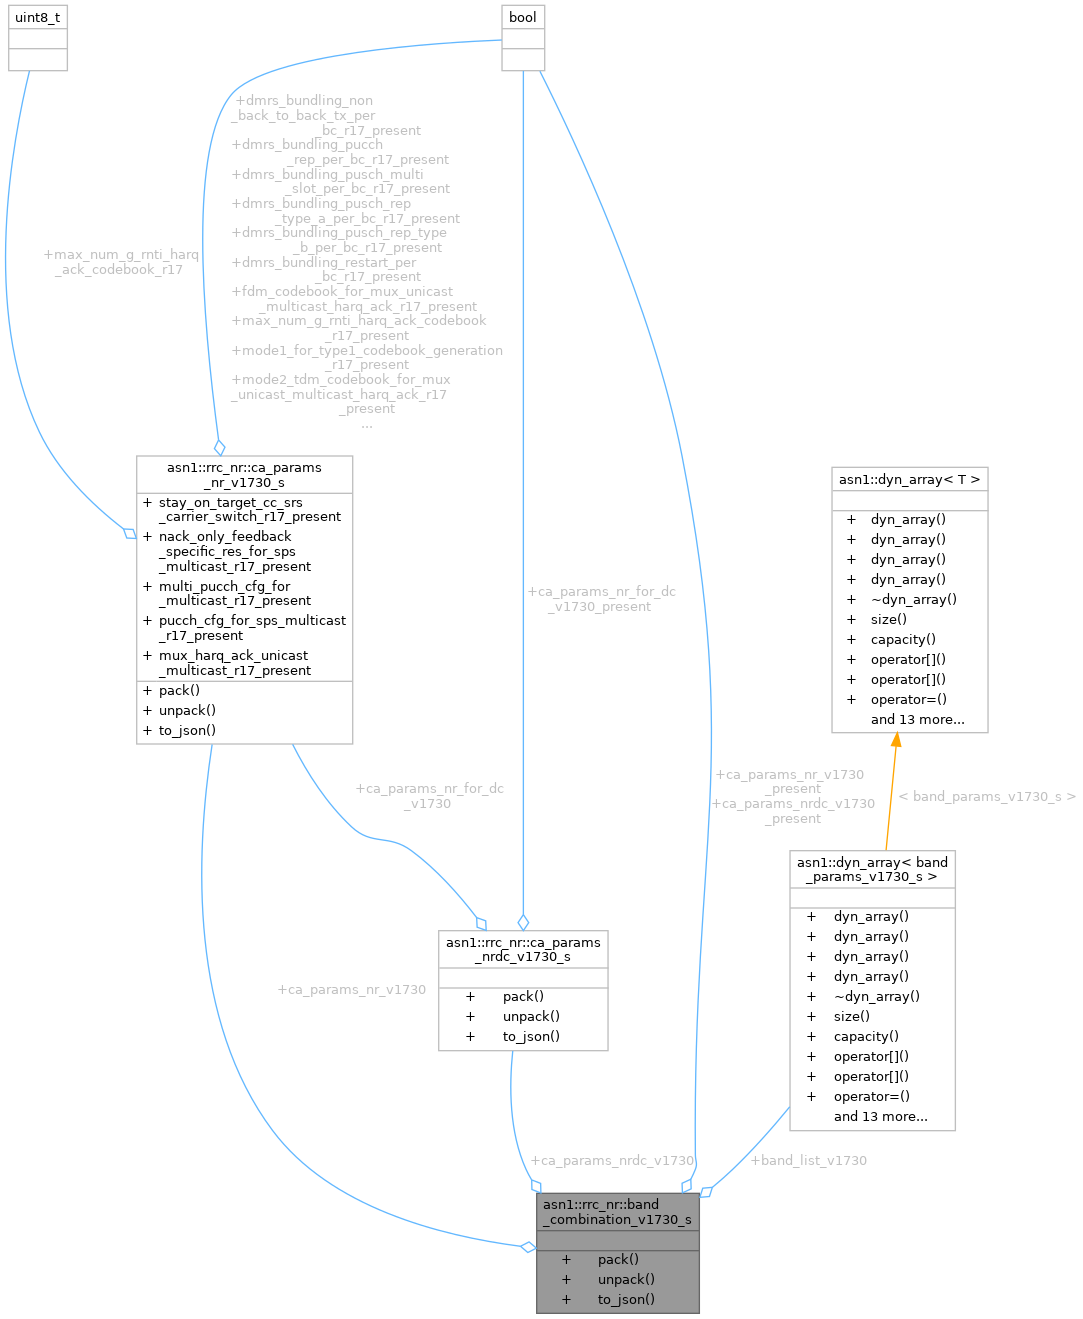 uint8_t
bool
+dmrs_bundling_non
_back_to_back_tx_per
_bc_r17_present
+dmrs_bundling_pucch
_rep_per_bc_r17_present
+dmrs_bundling_pusch_multi
_slot_per_bc_r17_present
+dmrs_bundling_pusch_rep
_type_a_per_bc_r17_present
+dmrs_bundling_pusch_rep_type
_b_per_bc_r17_present
+dmrs_bundling_restart_per
_bc_r17_present
+fdm_codebook_for_mux_unicast
_multicast_harq_ack_r17_present
+max_num_g_rnti_harq_ack_codebook
_r17_present
+mode1_for_type1_codebook_generation
_r17_present
+mode2_tdm_codebook_for_mux
_unicast_multicast_harq_ack_r17
_present
...
+max_num_g_rnti_harq
_ack_codebook_r17
asn1::rrc_nr::ca_params
_nr_v1730_s
+ stay_on_target_cc_srs
_carrier_switch_r17_present
+ nack_only_feedback
_specific_res_for_sps
_multicast_r17_present
+ multi_pucch_cfg_for
_multicast_r17_present
+ pucch_cfg_for_sps_multicast
_r17_present
+ mux_harq_ack_unicast
_multicast_r17_present
+ pack()
+ unpack()
+ to_json()
+ca_params_nr_for_dc
_v1730_present
asn1::dyn_array< T >
+ dyn_array()
+ dyn_array()
+ dyn_array()
+ dyn_array()
+ ~dyn_array()
+ size()
+ capacity()
+ operator[]()
+ operator[]()
+ operator=()
and 13 more...
+ca_params_nr_for_dc
_v1730
+ca_params_nr_v1730
_present
+ca_params_nrdc_v1730
_present
< band_params_v1730_s >
asn1::dyn_array< band
_params_v1730_s >
+ dyn_array()
+ dyn_array()
+ dyn_array()
+ dyn_array()
+ ~dyn_array()
+ size()
+ capacity()
+ operator[]()
+ operator[]()
+ operator=()
and 13 more...
asn1::rrc_nr::ca_params
_nrdc_v1730_s
+ pack()
+ unpack()
+ to_json()
+ca_params_nr_v1730
+ca_params_nrdc_v1730
+band_list_v1730
asn1::rrc_nr::band
_combination_v1730_s
+ pack()
+ unpack()
+ to_json()